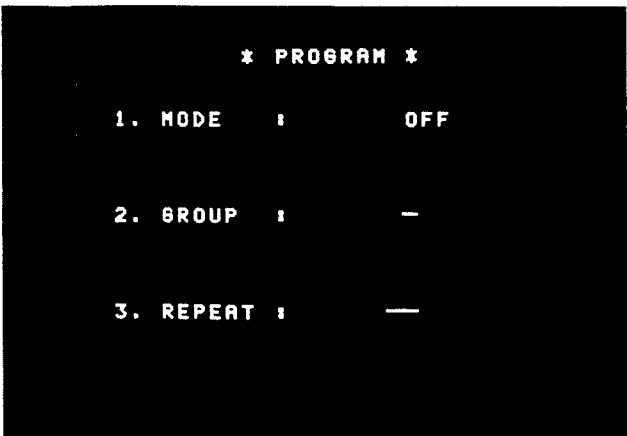 * PROGRAM *
1. MODE : OFF
2. GROUP : –
3. REPEAT : ––